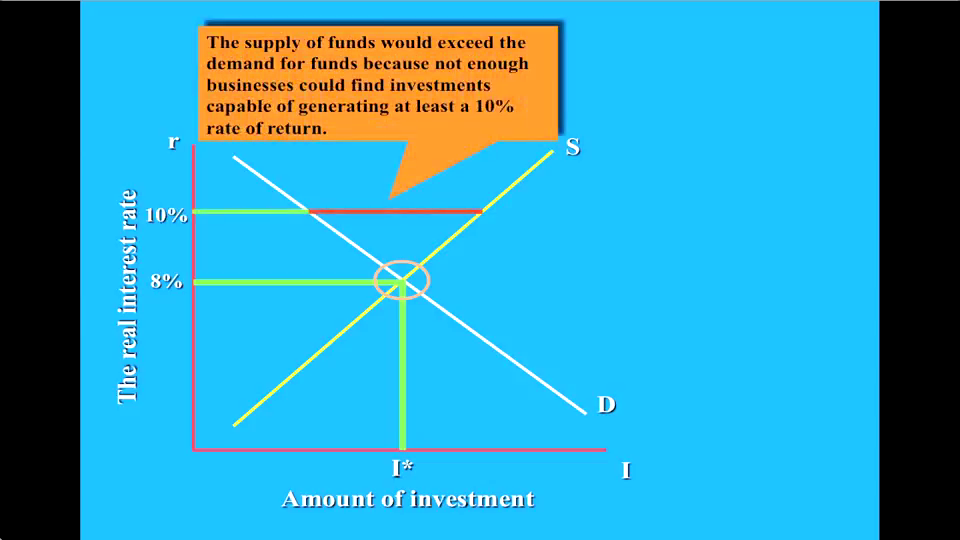 The supply of funds would exceed the
demand for funds because not enough
businesses could find investments
capable of generating at least a 10%
rate of return.
r
S
10%
8%
The real interest rate
D
I*
I
Amount of investment